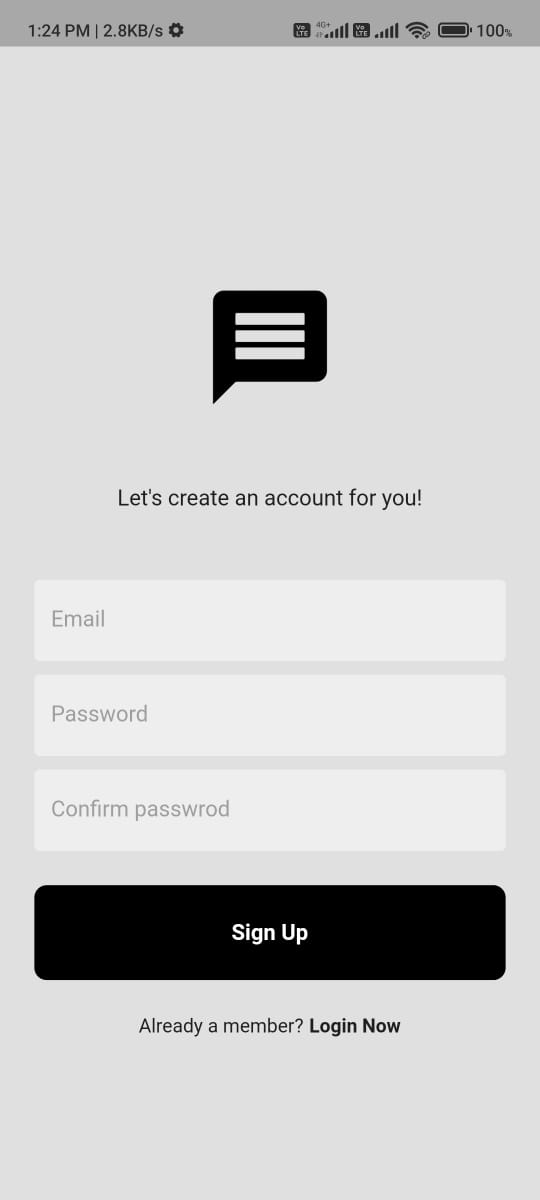 1:24 PM | 2.8KB/s
Vo LTE 4G+ Vo LTE 100%
Let's create an account for you!
Email
Password
Confirm passwrod
Sign Up
Already a member? Login Now